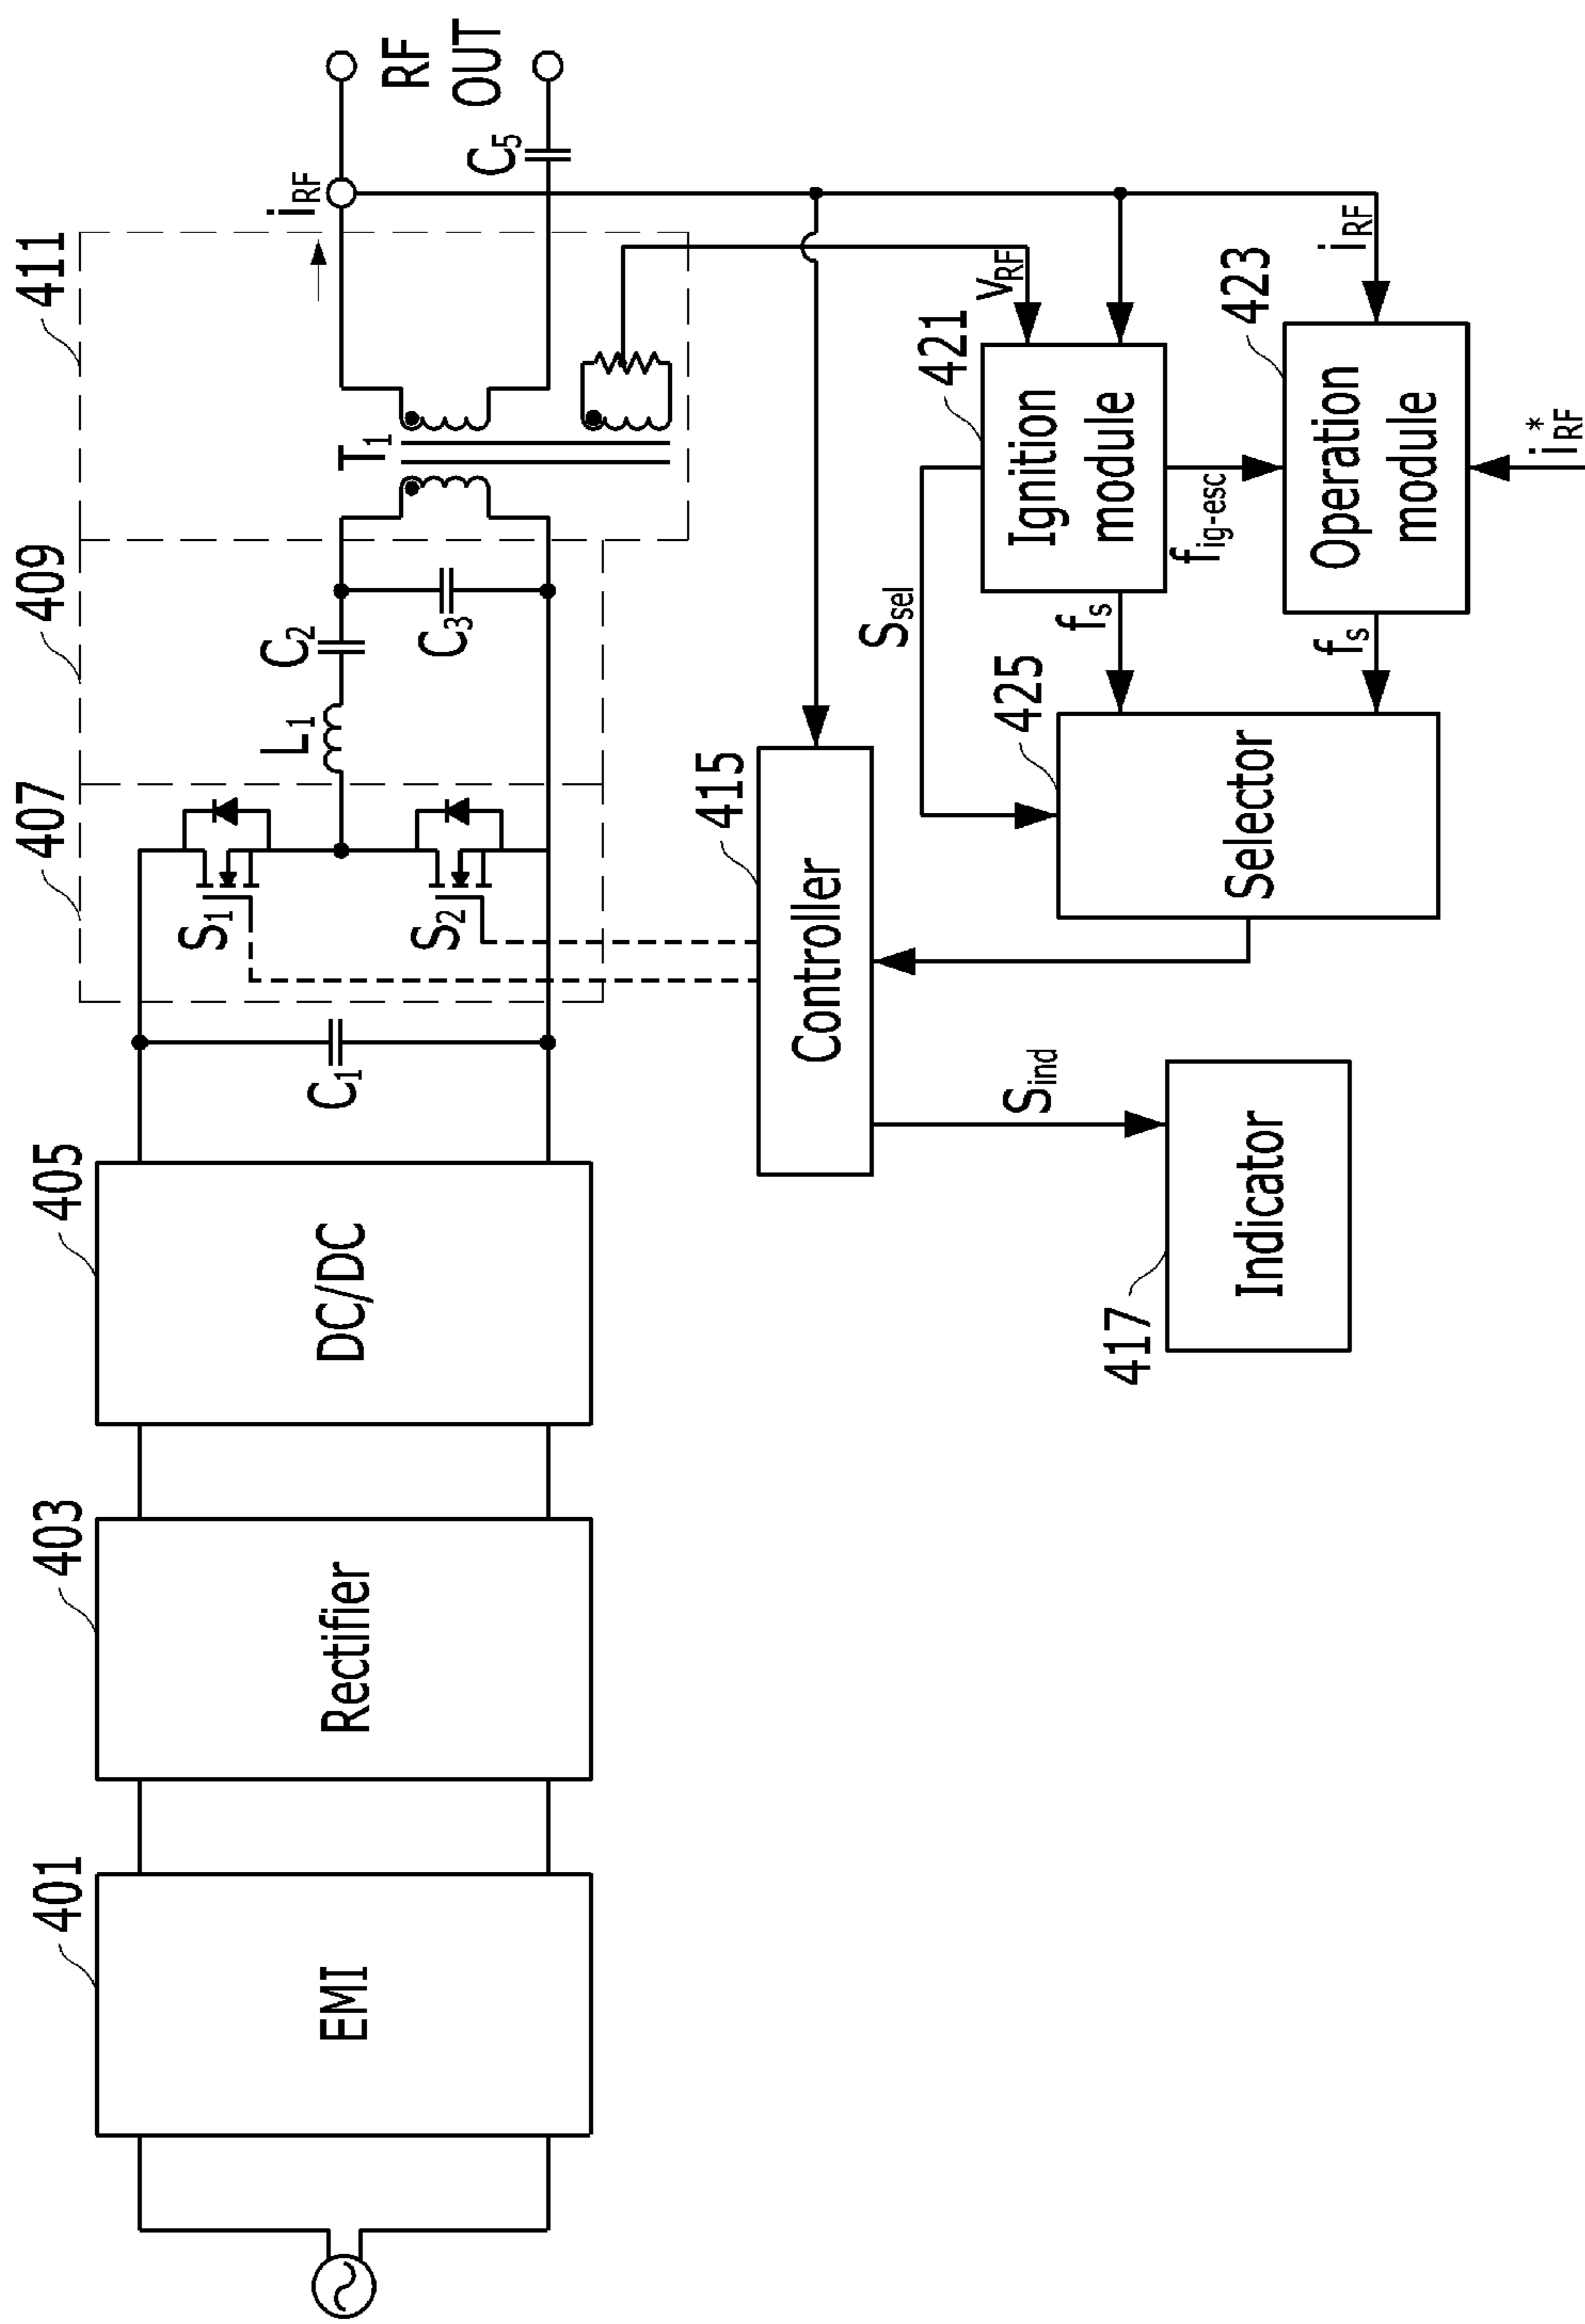 401
EMI
403
Rectifier
405
DC/DC
C1
407
S1
S2
409
L1
C2
C3
411
T1
iRF
C5
RF
OUT
415
Controller
Sind
417
Indicator
425
Selector
Ssel
fs
fs
421
Ignition
module
vRF
fig-esc
423
Operation
module
iRF
i*RF